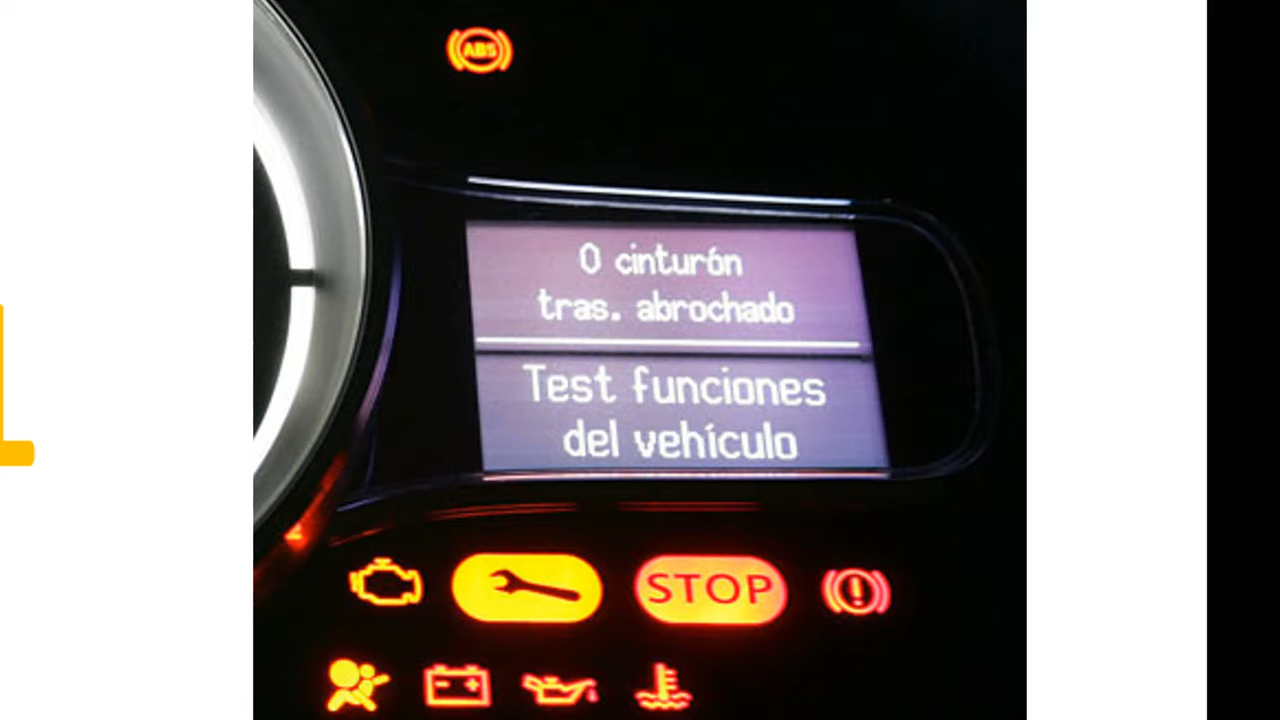 ABS
0 cinturón
tras. abrochado
Test funciones
del vehículo
STOP